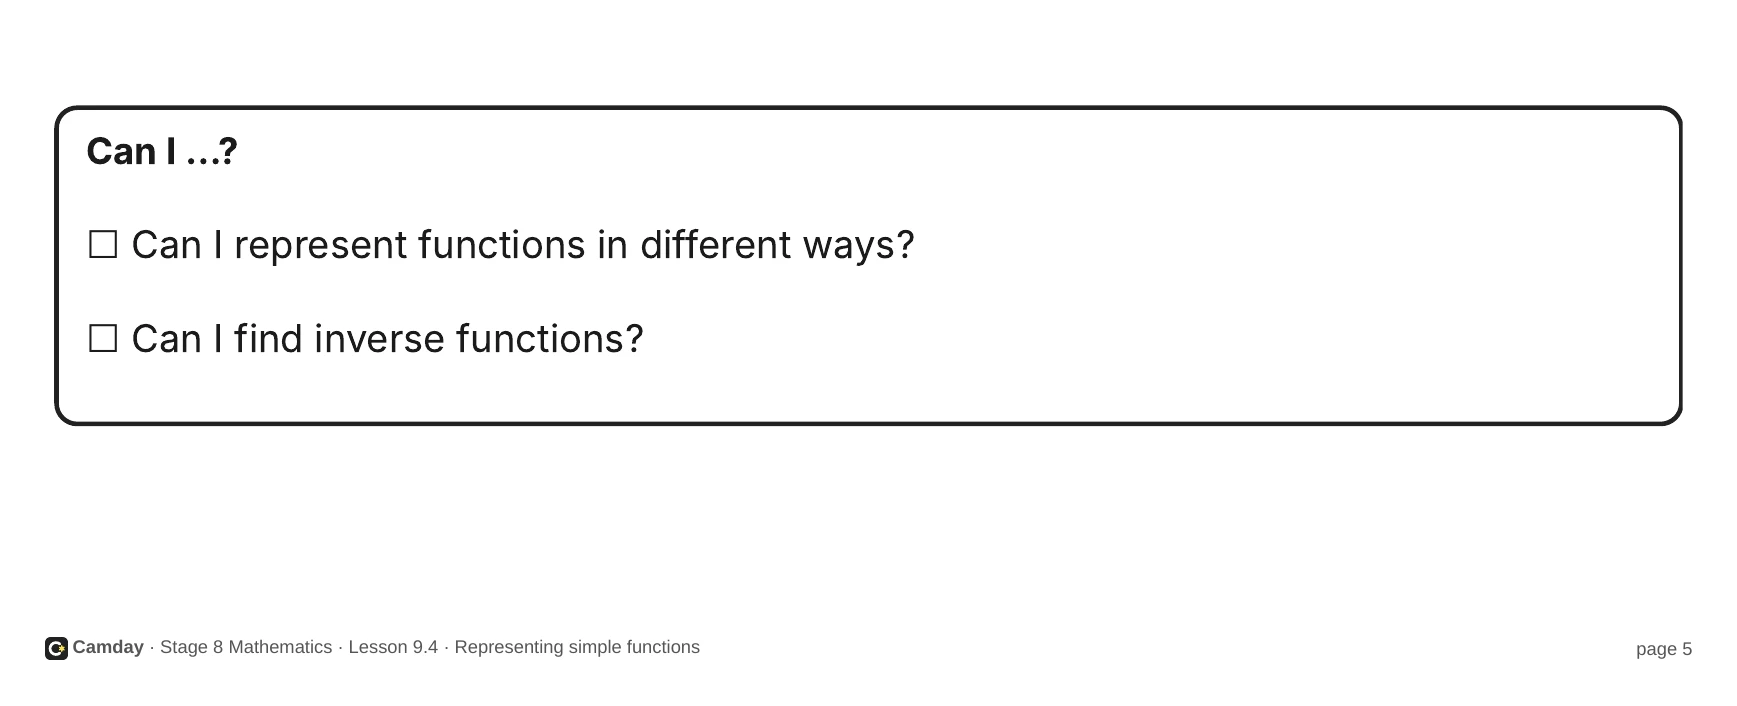 Can I ...?
☐ Can I represent functions in different ways?
☐ Can I find inverse functions?
Camday · Stage 8 Mathematics · Lesson 9.4 · Representing simple functions
page 5